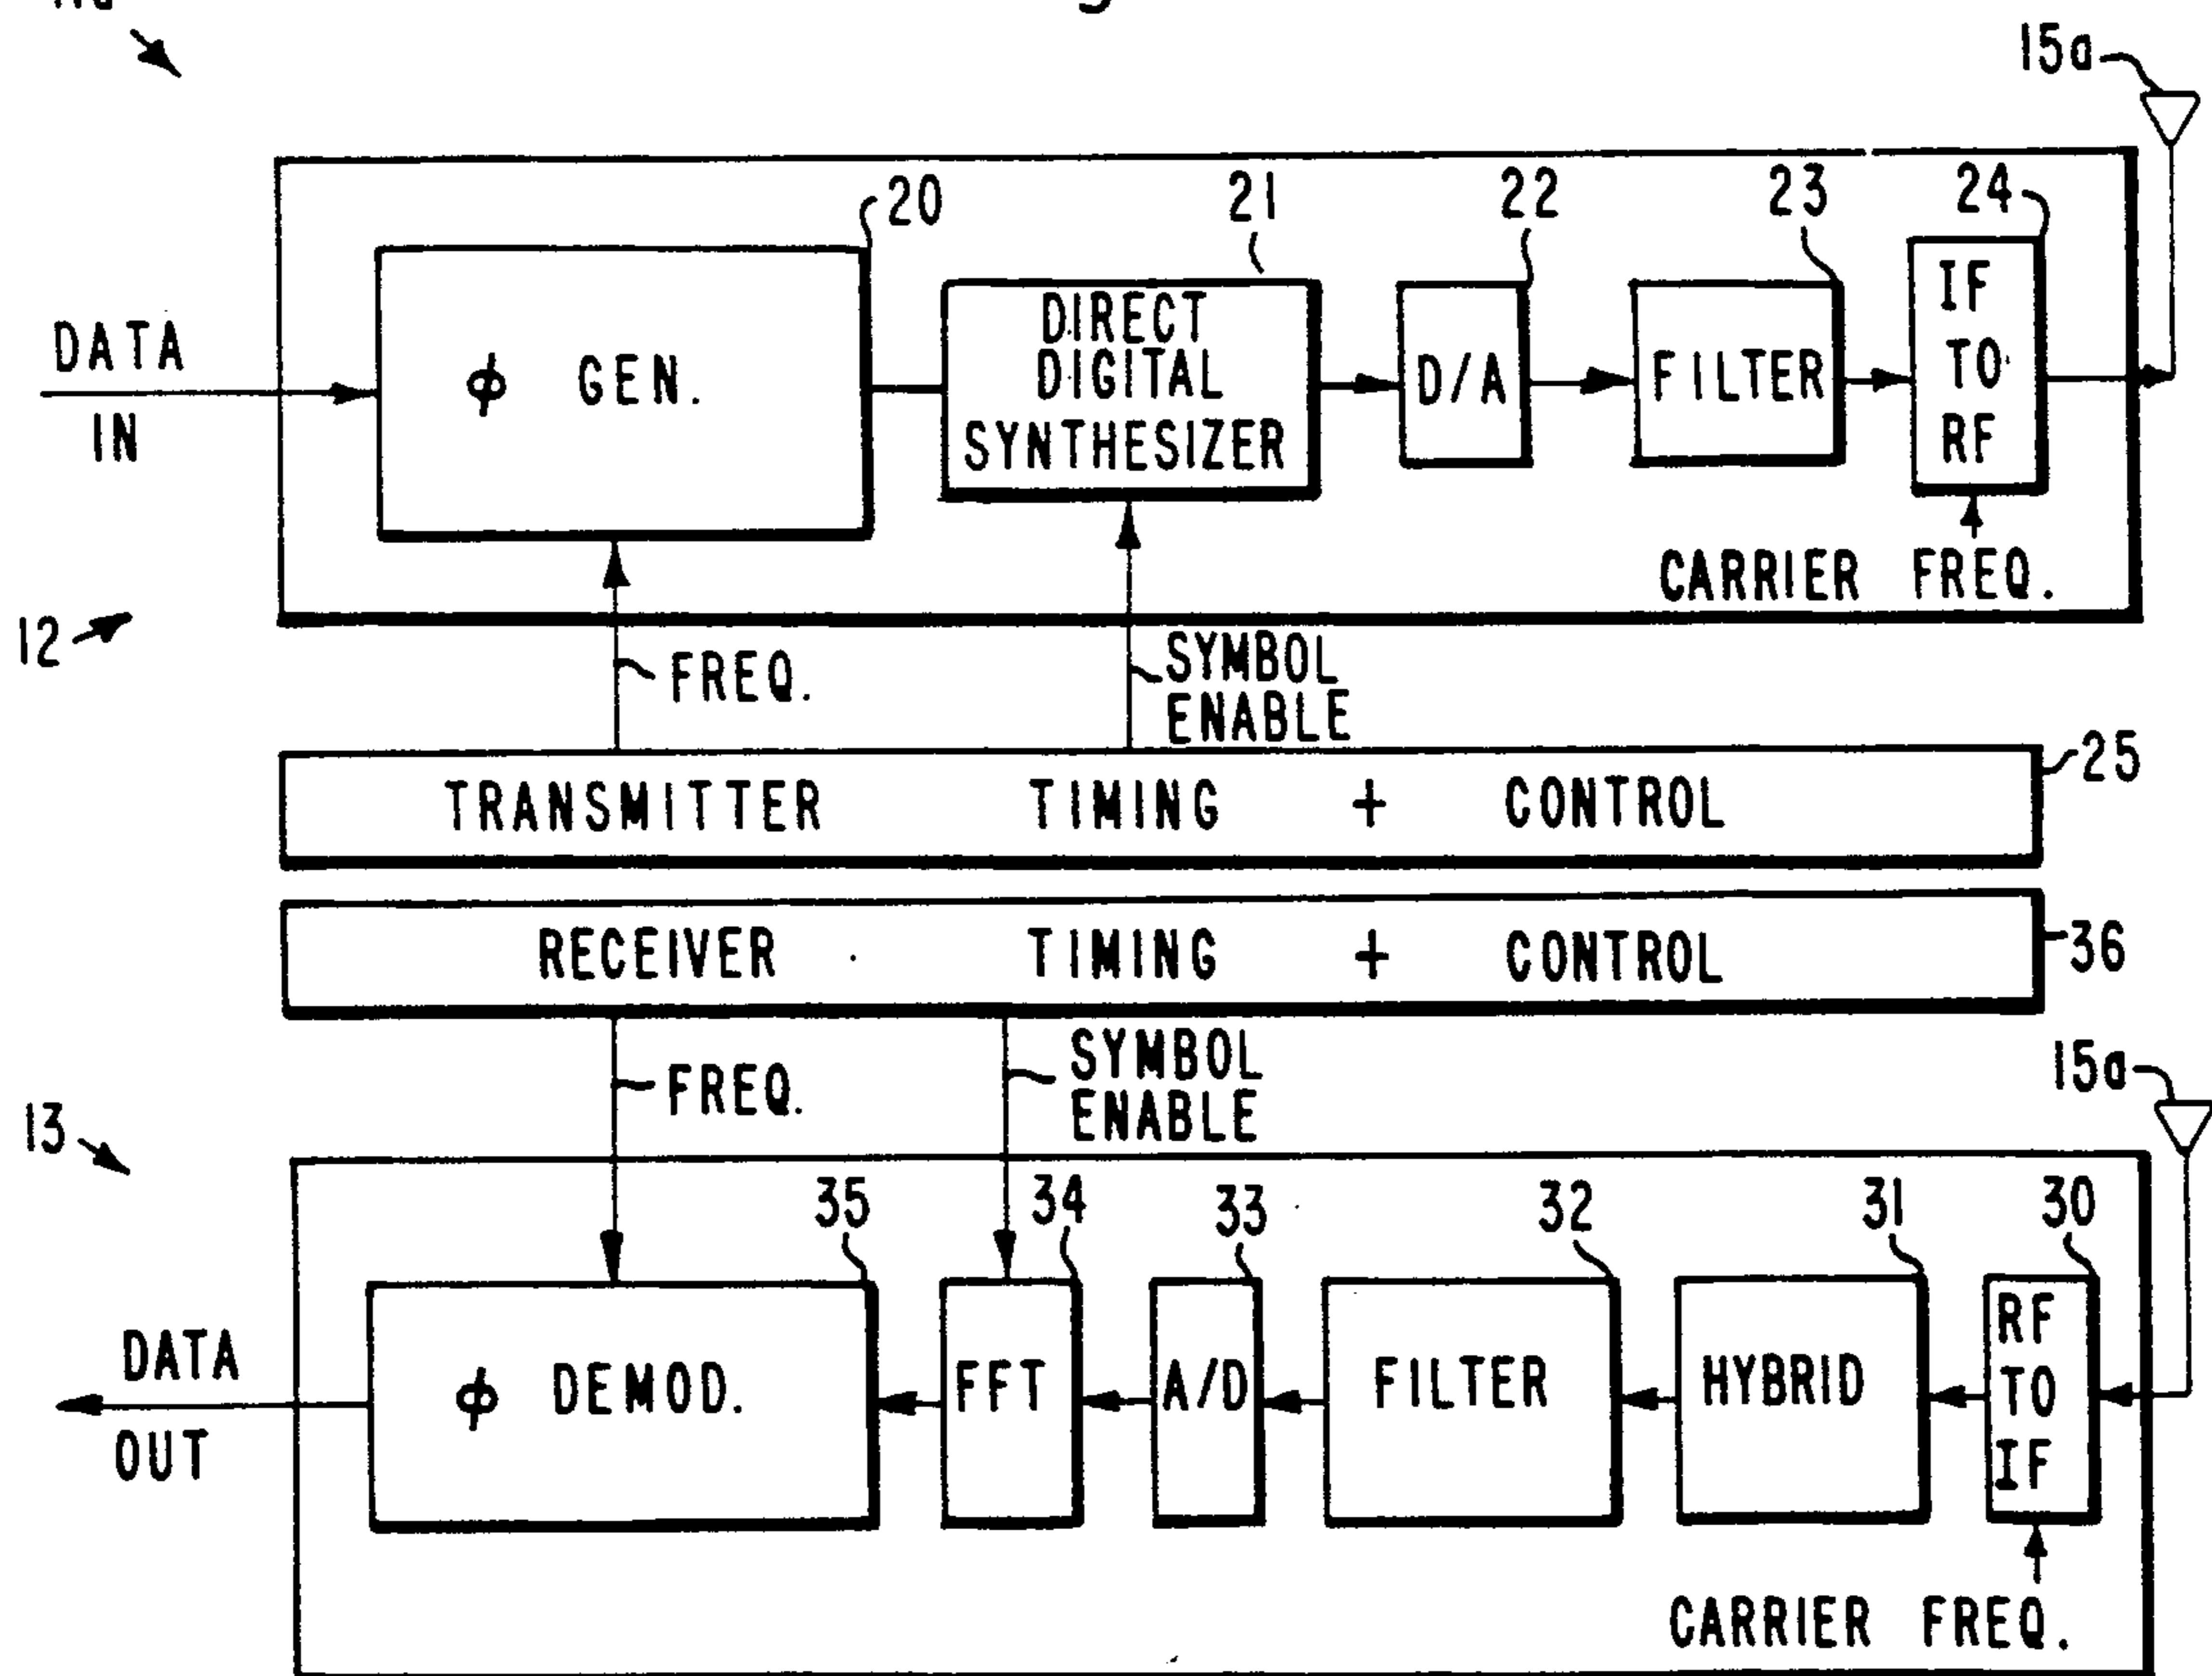 15a
20
21
22
23
24
DATA
IN
ϕ GEN.
DIRECT
DIGITAL
SYNTHESIZER
D/A
FILTER
IF
TO
RF
CARRIER FREQ.
12
FREQ.
SYMBOL
ENABLE
TRANSMITTER TIMING + CONTROL
25
RECEIVER TIMING + CONTROL
36
FREQ.
SYMBOL
ENABLE
15a
13
35
34
33
32
31
30
DATA
OUT
ϕ DEMOD.
FFT
A/D
FILTER
HYBRID
RF
TO
IF
CARRIER FREQ.